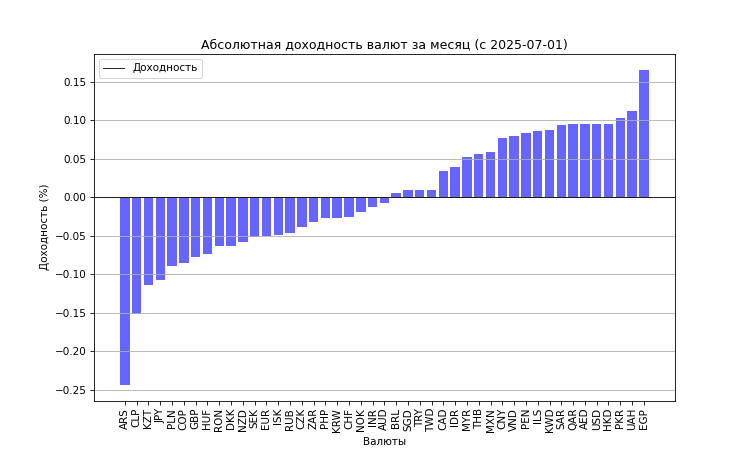 Абсолютная доходность валют за месяц (с 2025-07-01)
Доходность
Доходность (%)
0.15
0.10
0.05
0.00
−0.05
−0.10
−0.15
−0.20
−0.25
ARS CLP KZT JPY PLN COP GBP HUF RON DKK NZD SEK EUR ISK RUB CZK ZAR PHP KRW CHF NOK INR AUD BRL SGD TRY TWD CAD IDR MYR THB MXN CNY VND PEN ILS KWD SAR QAR AED USD HKD PKR UAH EGP
Валюты